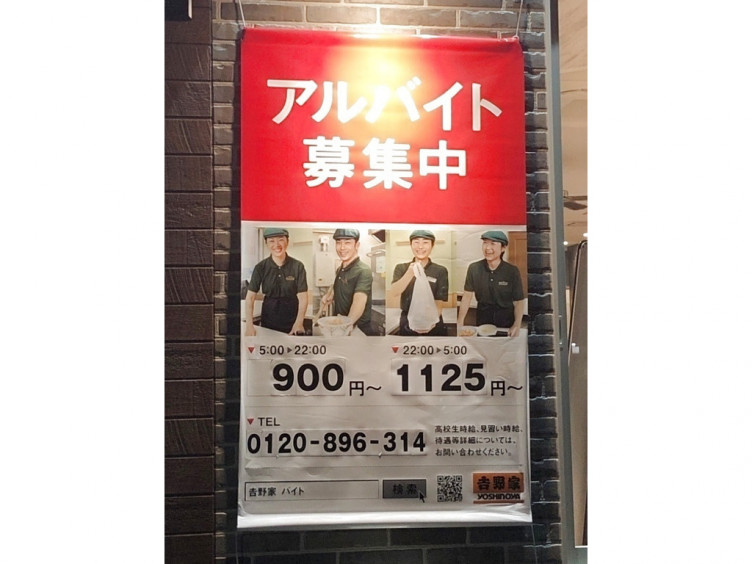 アルバイト
募集中
▼ 5:00▶22:00
900円～
▼ 22:00▶5:00
1125円～
▼ TEL
0120-896-314
高校生時給、見習い時給、
待遇等詳細については、
お問い合わせください。
吉野家 バイト
検索
吉野家
YOSHINOYA